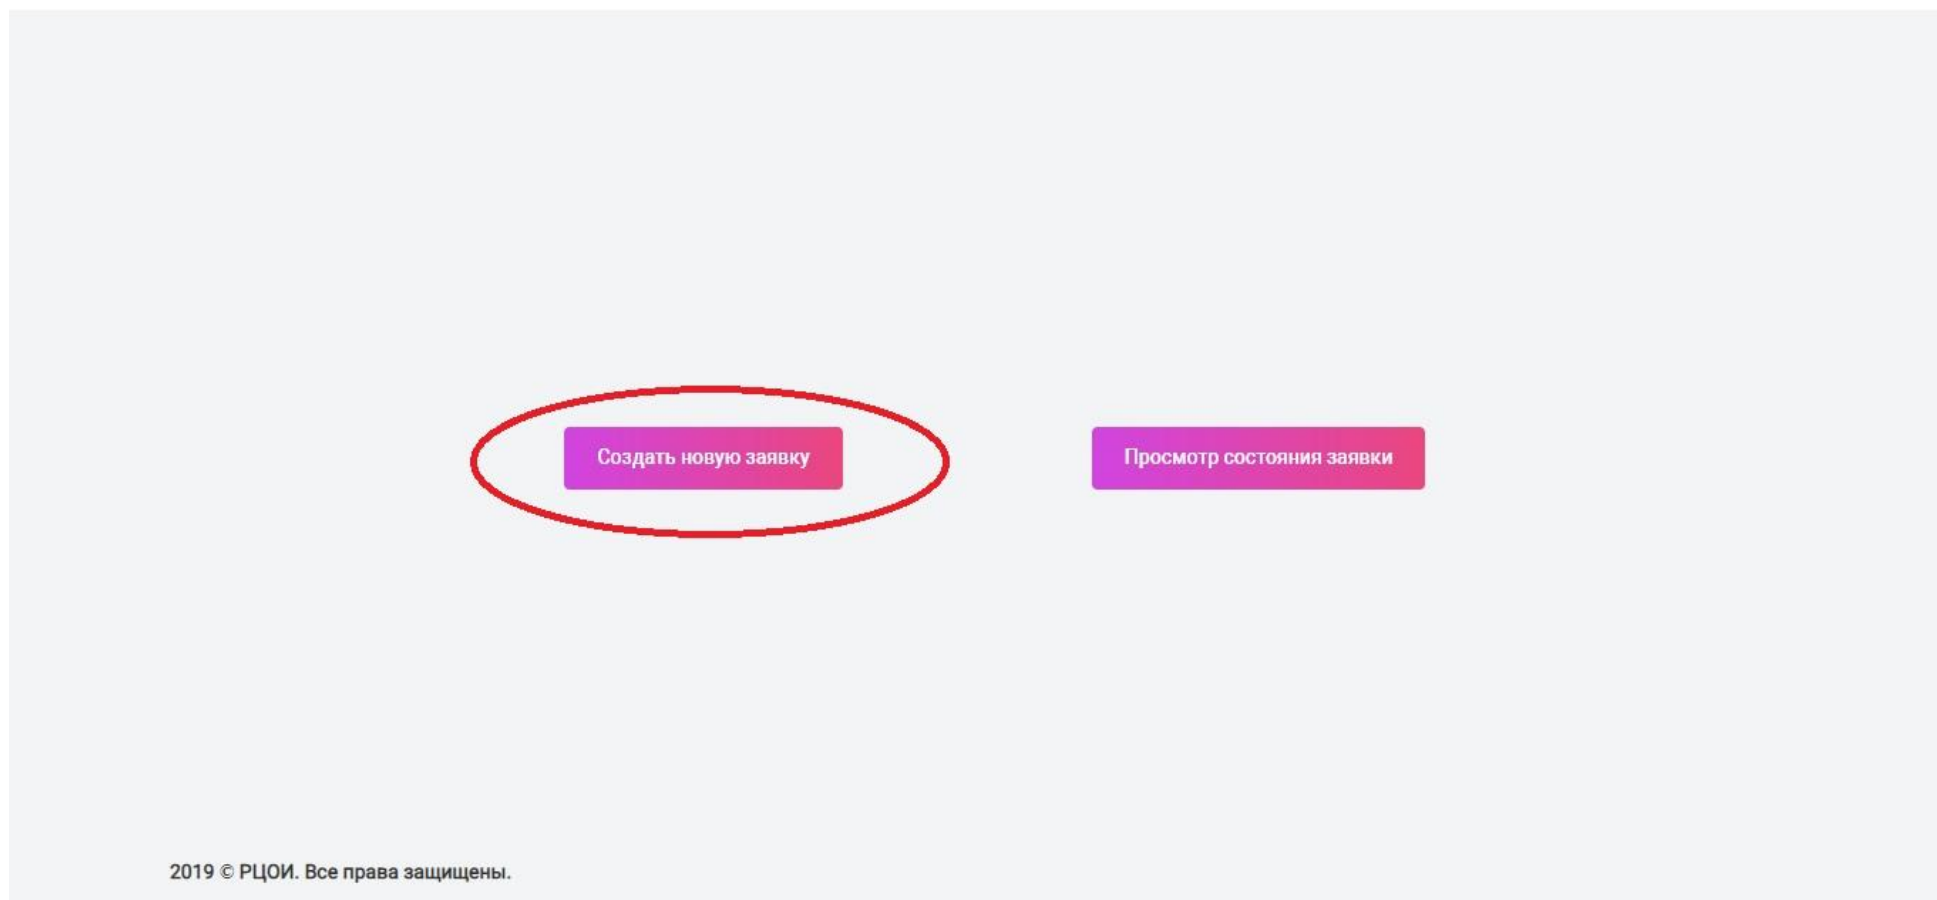 Создать новую заявку
Просмотр состояния заявки
2019 © РЦОИ. Все права защищены.